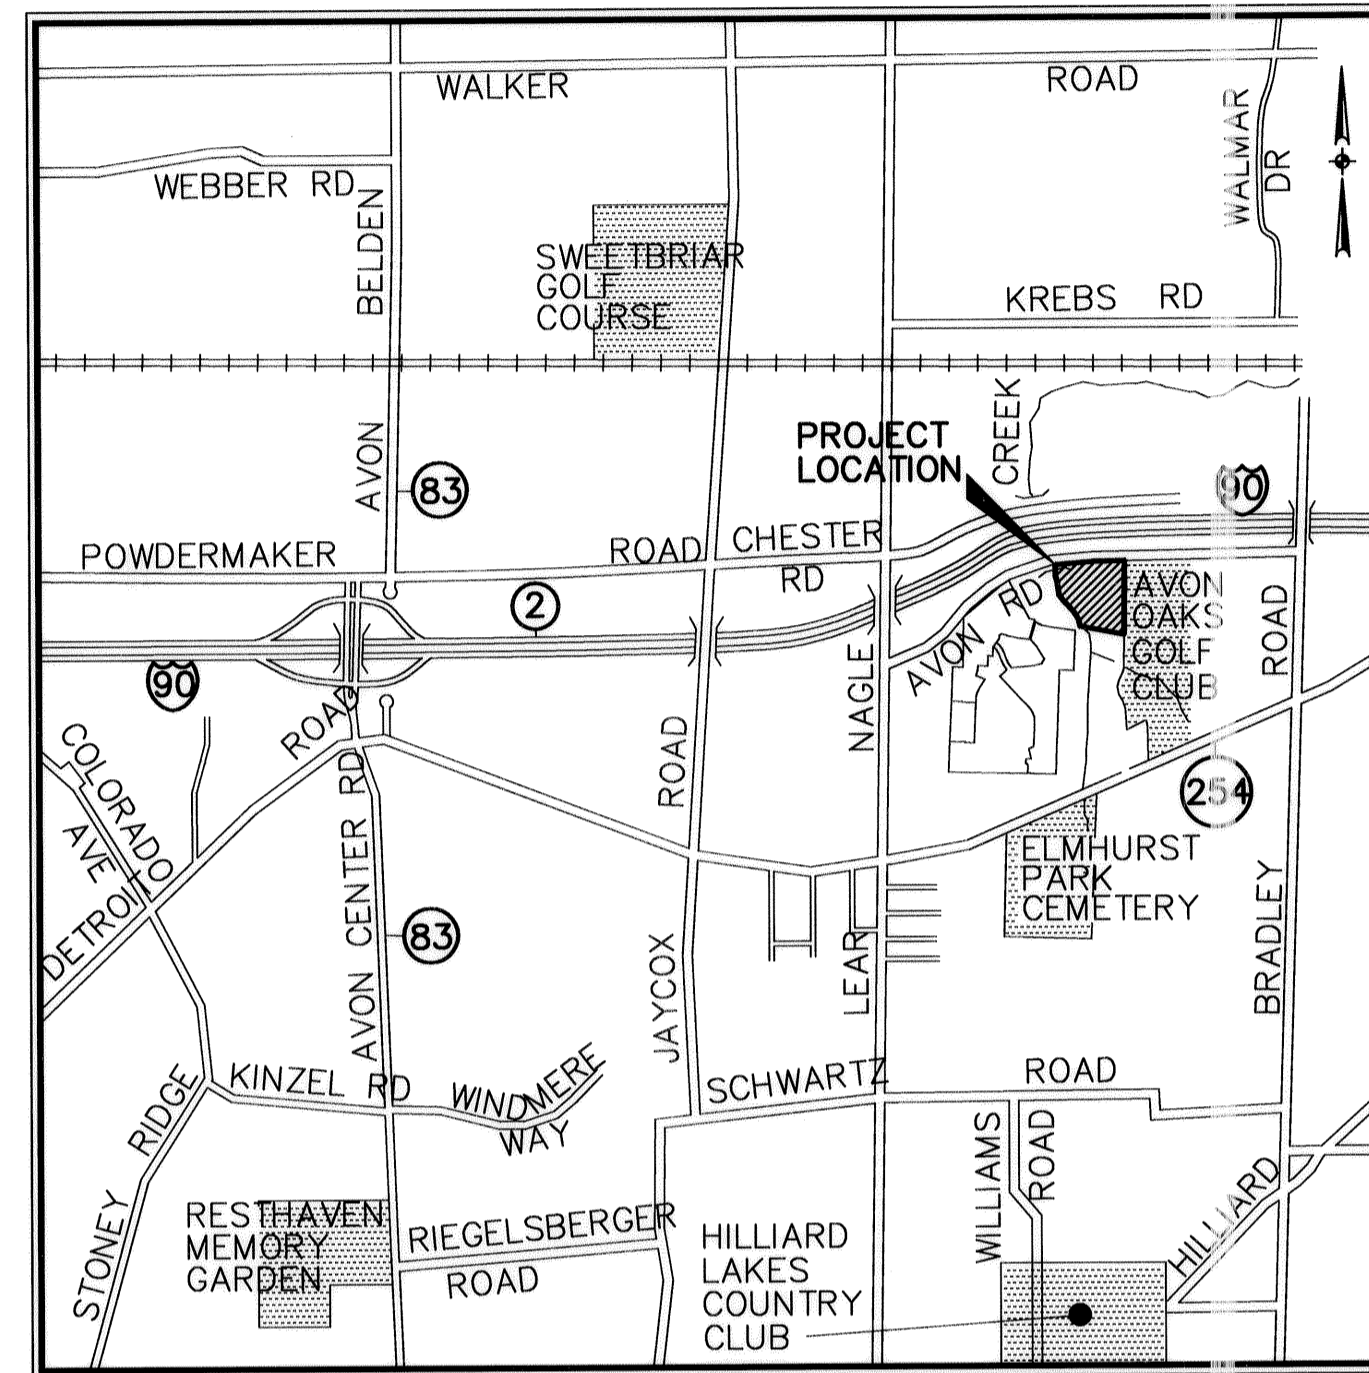 WALKER
ROAD
WALMAR
DR
WEBBER RD
BELDEN
SWEETBRIAR
GOLF
COURSE
KREBS RD
CREEK
PROJECT
LOCATION
AVON
83
90
POWDERMAKER
ROAD
CHESTER
RD
2
AVON RD
AVON
OAKS
GOLF
CLUB
ROAD
90
NAGLE
ROAD
COLORADO
AVE
ROAD
254
DETROIT
AVON CENTER RD
ELMHURST
PARK
CEMETERY
83
BRADLEY
LEAR
JAYCOX
KINZEL RD
WINDMERE
WAY
SCHWARTZ
ROAD
STONEY RIDGE
WILLIAMS
ROAD
HILLIARD
RESTHAVEN
MEMORY
GARDEN
RIEGELSBERGER
ROAD
HILLIARD
LAKES
COUNTRY
CLUB